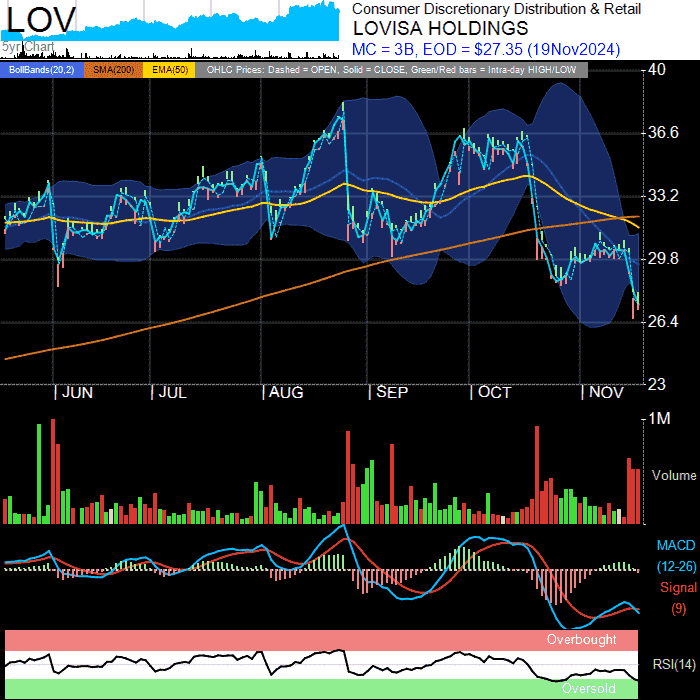 LOV
5yr Chart
Consumer Discretionary Distribution & Retail
LOVISA HOLDINGS
MC = 3B, EOD = $27.35 (19Nov2024)
BollBands(20,2) SMA(200) EMA(50) OHLC Prices: Dashed = OPEN, Solid = CLOSE, Green/Red bars = Intra-day HIGH/LOW
40
36.6
33.2
29.8
26.4
23
JUN JUL AUG SEP OCT NOV
1M
Volume
MACD
(12-26)
Signal
(9)
Overbought
RSI(14)
Oversold